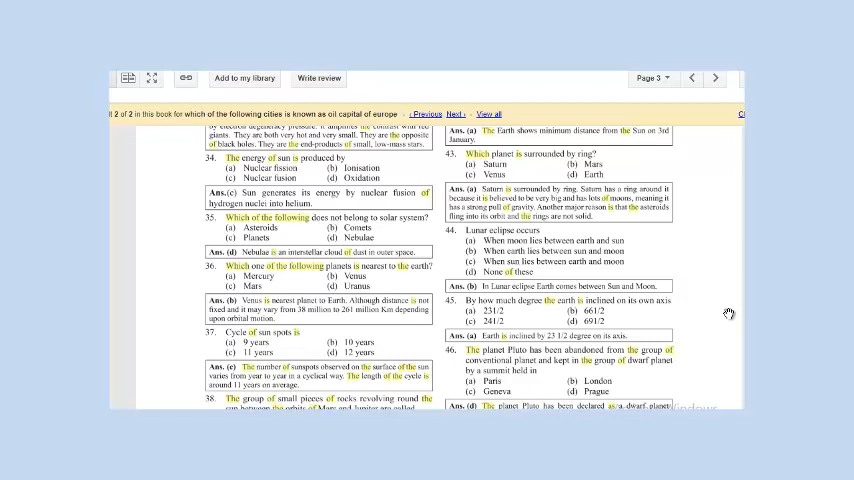 Add to my library
Write review
Page 3
2 of 2 in this book for which of the following cities is known as oil capital of europe - ‹ Previous Next › - View all
giants. They are both very hot and very small. They are the opposite
of black holes. They are the end-products of small, low-mass stars.
34. The energy of sun is produced by
(a) Nuclear fission (b) Ionisation
(c) Nuclear fusion (d) Oxidation
Ans.(c) Sun generates its energy by nuclear fusion of
hydrogen nuclei into helium.
35. Which of the following does not belong to solar system?
(a) Asteroids (b) Comets
(c) Planets (d) Nebulae
Ans. (d) Nebulae is an interstellar cloud of dust in outer space.
36. Which one of the following planets is nearest to the earth?
(a) Mercury (b) Venus
(c) Mars (d) Uranus
Ans. (b) Venus is nearest planet to Earth. Although distance is not
fixed and it may vary from 38 million to 261 million Km depending
upon orbital motion.
37. Cycle of sun spots is
(a) 9 years (b) 10 years
(c) 11 years (d) 12 years
Ans. (c) The number of sunspots observed on the surface of the sun
varies from year to year in a cyclical way. The length of the cycle is
around 11 years on average.
38. The group of small pieces of rocks revolving round the
sun between the orbits of Mars and Jupiter are called
Ans. (a) The Earth shows minimum distance from the Sun on 3rd
January.
43. Which planet is surrounded by ring?
(a) Saturn (b) Mars
(c) Venus (d) Earth
Ans. (a) Saturn is surrounded by ring. Saturn has a ring around it
because it is believed to be very big and has lots of moons, meaning it
has a strong pull of gravity. Another major reason is that the asteroids
fling into its orbit and the rings are not solid.
44. Lunar eclipse occurs
(a) When moon lies between earth and sun
(b) When earth lies between sun and moon
(c) When sun lies between earth and moon
(d) None of these
Ans. (b) In Lunar eclipse Earth comes between Sun and Moon.
45. By how much degree the earth is inclined on its own axis
(a) 231/2 (b) 661/2
(c) 241/2 (d) 691/2
Ans. (a) Earth is inclined by 23 1/2 degree on its axis.
46. The planet Pluto has been abandoned from the group of
conventional planet and kept in the group of dwarf planet
by a summit held in
(a) Paris (b) London
(c) Geneva (d) Prague
Ans. (d) The planet Pluto has been declared as a dwarf planet